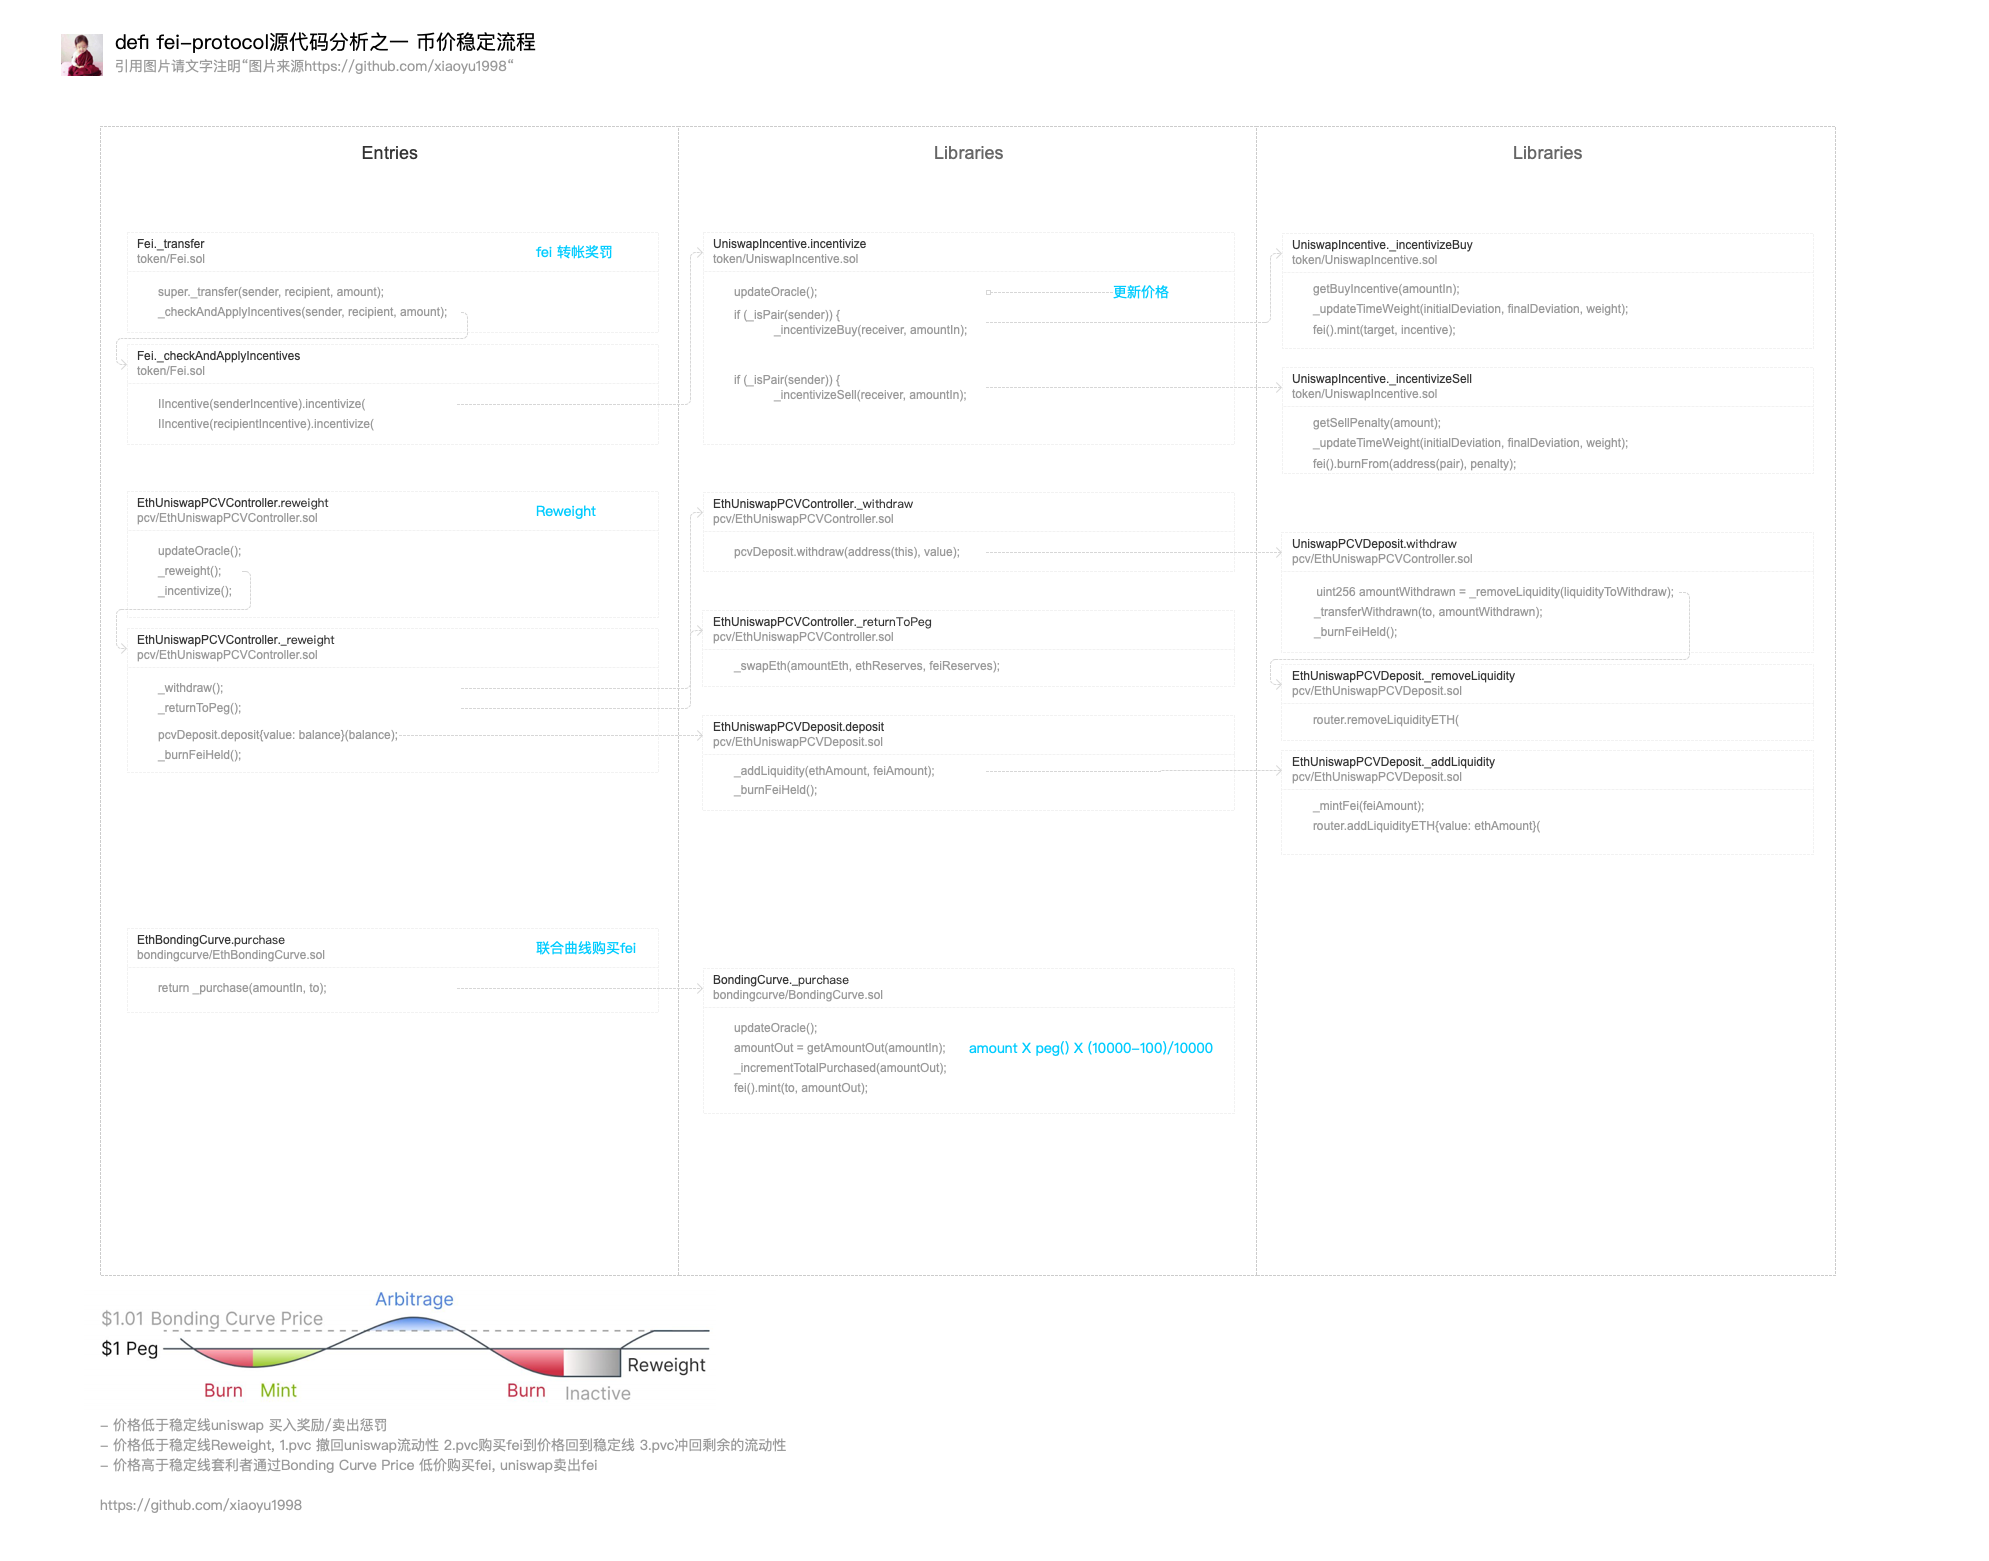 defi fei-protocol源代码分析之一 币价稳定流程
引用图片请文字注明“图片来源https://github.com/xiaoyu1998“
Entries
Fei._transfer
token/Fei.sol
fei 转帐奖罚
super._transfer(sender, recipient, amount);
_checkAndApplyIncentives(sender, recipient, amount);
Fei._checkAndApplyIncentives
token/Fei.sol
IIncentive(senderIncentive).incentivize(
IIncentive(recipientIncentive).incentivize(
EthUniswapPCVController.reweight
pcv/EthUniswapPCVController.sol
Reweight
updateOracle();
_reweight();
_incentivize();
EthUniswapPCVController._reweight
pcv/EthUniswapPCVController.sol
_withdraw();
_returnToPeg();
pcvDeposit.deposit{value: balance}(balance);
_burnFeiHeld();
EthBondingCurve.purchase
bondingcurve/EthBondingCurve.sol
联合曲线购买fei
return _purchase(amountIn, to);
Libraries
UniswapIncentive.incentivize
token/UniswapIncentive.sol
updateOracle();
更新价格
if (_isPair(sender)) {
_incentivizeBuy(receiver, amountIn);
if (_isPair(sender)) {
_incentivizeSell(receiver, amountIn);
EthUniswapPCVController._withdraw
pcv/EthUniswapPCVController.sol
pcvDeposit.withdraw(address(this), value);
EthUniswapPCVController._returnToPeg
pcv/EthUniswapPCVController.sol
_swapEth(amountEth, ethReserves, feiReserves);
EthUniswapPCVDeposit.deposit
pcv/EthUniswapPCVDeposit.sol
_addLiquidity(ethAmount, feiAmount);
_burnFeiHeld();
BondingCurve._purchase
bondingcurve/BondingCurve.sol
updateOracle();
amountOut = getAmountOut(amountIn);
amount X peg() X (10000-100)/10000
_incrementTotalPurchased(amountOut);
fei().mint(to, amountOut);
Libraries
UniswapIncentive._incentivizeBuy
token/UniswapIncentive.sol
getBuyIncentive(amountIn);
_updateTimeWeight(initialDeviation, finalDeviation, weight);
fei().mint(target, incentive);
UniswapIncentive._incentivizeSell
token/UniswapIncentive.sol
getSellPenalty(amount);
_updateTimeWeight(initialDeviation, finalDeviation, weight);
fei().burnFrom(address(pair), penalty);
UniswapPCVDeposit.withdraw
pcv/EthUniswapPCVController.sol
uint256 amountWithdrawn = _removeLiquidity(liquidityToWithdraw);
_transferWithdrawn(to, amountWithdrawn);
_burnFeiHeld();
EthUniswapPCVDeposit._removeLiquidity
pcv/EthUniswapPCVDeposit.sol
router.removeLiquidityETH(
EthUniswapPCVDeposit._addLiquidity
pcv/EthUniswapPCVDeposit.sol
_mintFei(feiAmount);
router.addLiquidityETH{value: ethAmount}(
Arbitrage
$1.01 Bonding Curve Price
$1 Peg
Reweight
Burn
Mint
Burn
Inactive
- 价格低于稳定线uniswap 买入奖励/卖出惩罚
- 价格低于稳定线Reweight, 1.pvc 撤回uniswap流动性 2.pvc购买fei到价格回到稳定线 3.pvc冲回剩余的流动性
- 价格高于稳定线套利者通过Bonding Curve Price 低价购买fei, uniswap卖出fei
https://github.com/xiaoyu1998